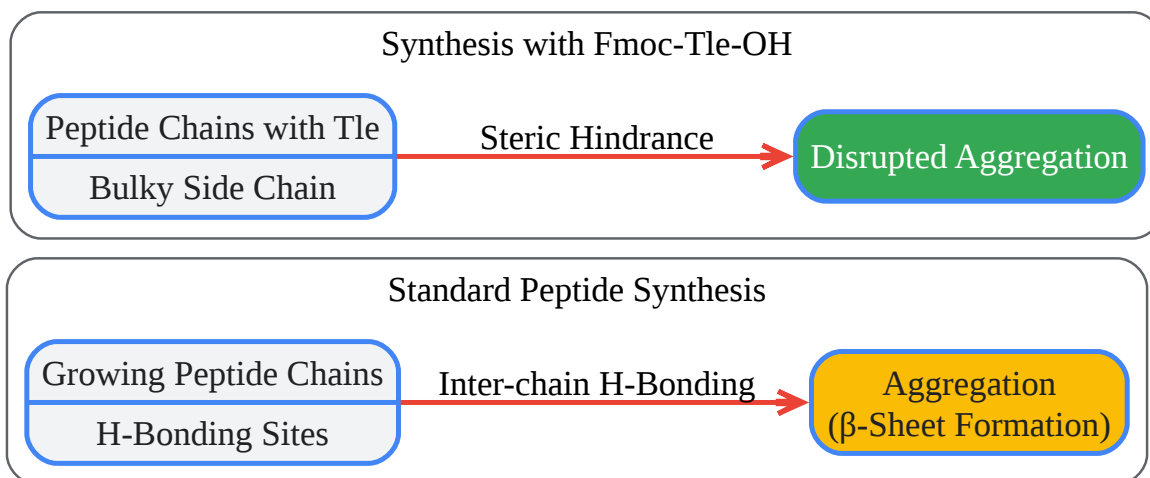 Synthesis with Fmoc-Tle-OH
Peptide Chains with Tle
Bulky Side Chain
Steric Hindrance
Disrupted Aggregation
Standard Peptide Synthesis
Growing Peptide Chains
H-Bonding Sites
Inter-chain H-Bonding
Aggregation
(β-Sheet Formation)